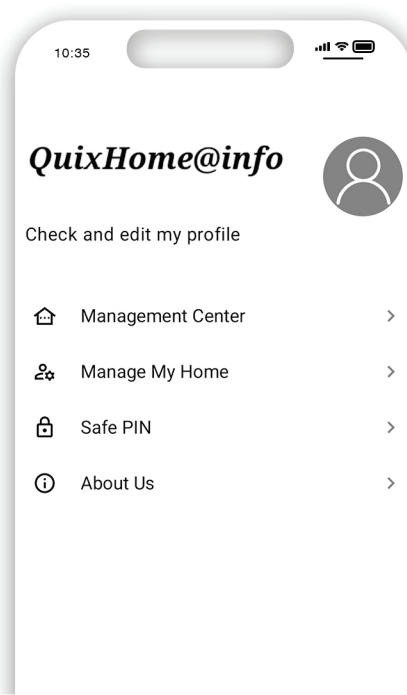 10:35
QuixHome@info
Check and edit my profile
Management Center
Manage My Home
Safe PIN
About Us